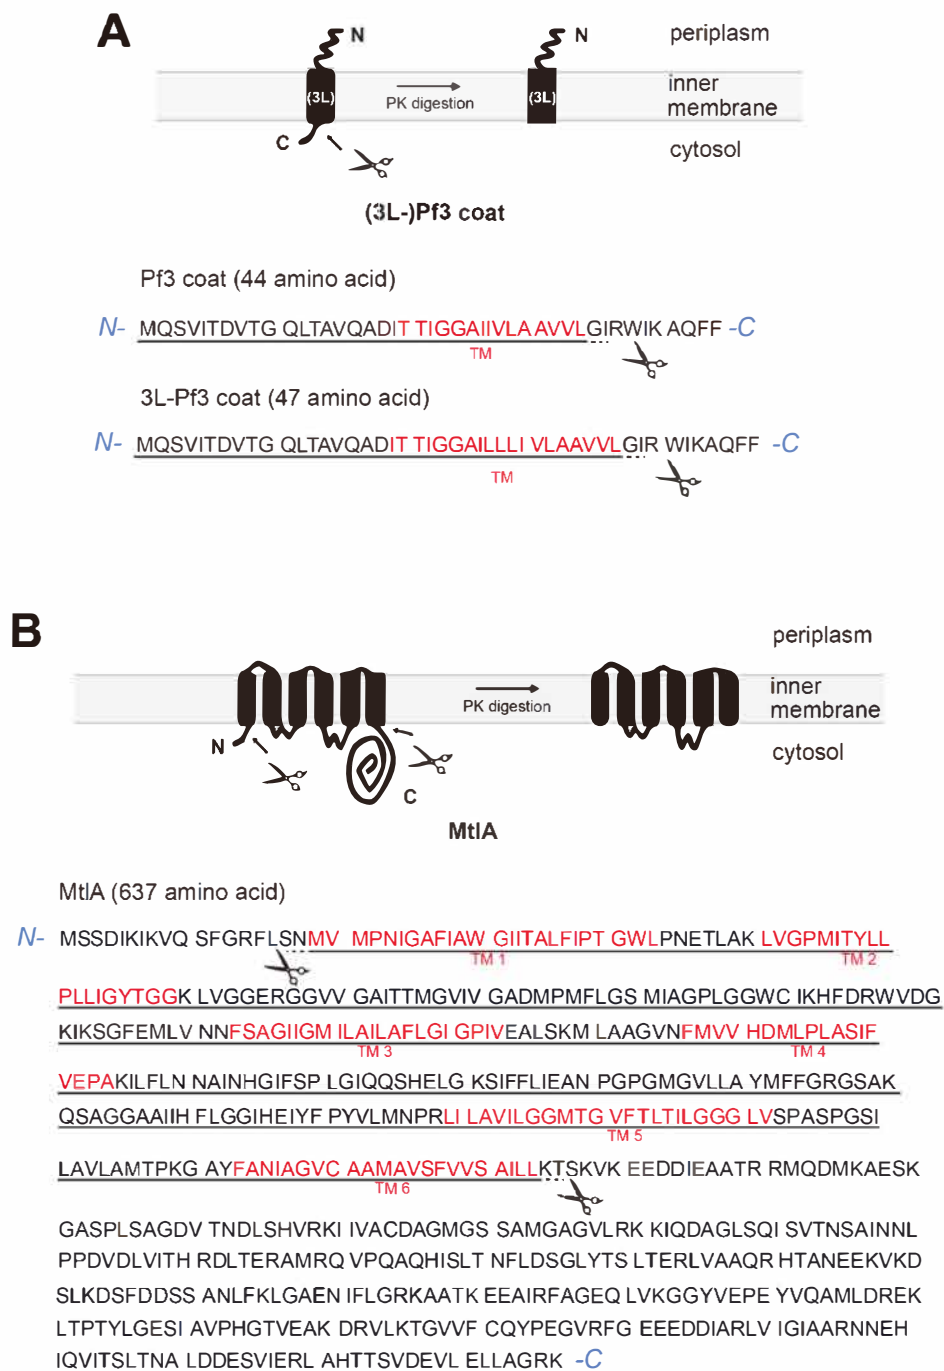 A
N
N
periplasm
(3L)
PK digestion
(3L)
inner
membrane
C
cytosol
(3L-)Pf3 coat
Pf3 coat (44 amino acid)
N- MQSVITDVTG QLTAVQADIT TIGGAIIVLA AVVLGIRWIK AQFF -C
TM
3L-Pf3 coat (47 amino acid)
N- MQSVITDVTG QLTAVQADIT TIGGAILLLI VLAAVVLGIR WIKAQFF -C
TM
B
periplasm
PK digestion
inner
membrane
N
cytosol
C
MtlA
MtlA (637 amino acid)
N- MSSDIKIKVQ SFGRFLSNMV MPNIGAFIAW GIITALFIPT GWLPNETLAK LVGPMITYLL
TM 1 TM 2
PLLIGYTGGK LVGGERGGVV GAITTMGVIV GADMPMFLGS MIAGPLGGWC IKHFDRWVDG
KIKSGFEMLV NNFSAGIIGM ILAILAFLGI GPIVEALSKM LAAGVNFMVV HDMLPLASIF
TM 3 TM 4
VEPAKILFLN NAINHGIFSP LGIQQSHELG KSIFFLIEAN PGPGMGVLLA YMFFGRGSAK
QSAGGAAIIH FLGGIHEIYF PYVLMNPRLI LAVILGGMTG VFTLTILGGG LVSPASPGSI
TM 5
LAVLAMTPKG AYFANIAGVC AAMAVSFVVS AILLKTSKVK EEDDIEAATR RMQDMKAESK
TM 6
GASPLSAGDV TNDLSHVRKI IVACDAGMGS SAMGAGVLRK KIQDAGLSQI SVTNSAINNL
PPDVDLVITH RDLTERAMRQ VPQAQHISLT NFLDSGLYTS LTERLVAAQR HTANEEKVKD
SLKDSFDDSS ANLFKLGAEN IFLGRKAATK EEAIRFAGEQ LVKGGYVEPE YVQAMLDREK
LTPTYLGESI AVPHGTVEAK DRVLKTGVVF CQYPEGVRFG EEEDDIARLV IGIAARNNEH
IQVITSLTNA LDDESVIERL AHTTSVDEVL ELLAGRK -C